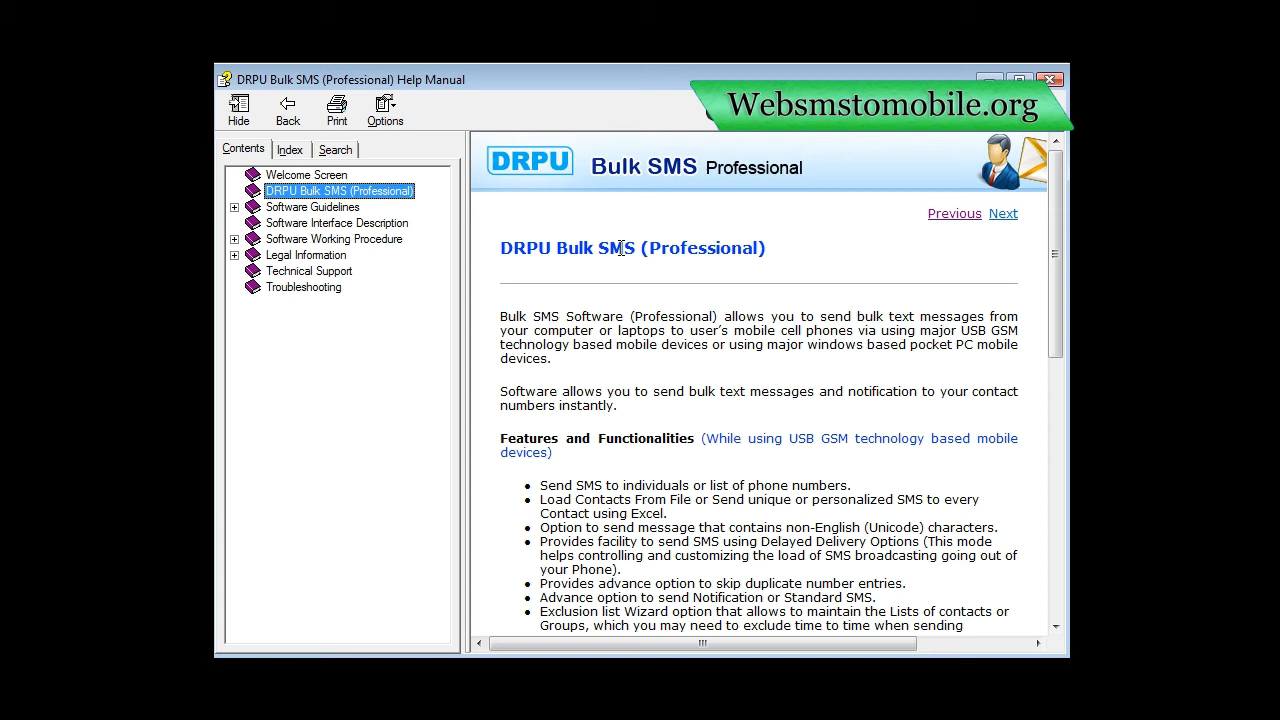 DRPU Bulk SMS (Professional) Help Manual
Websmstomobile.org
Hide Back Print Options
Contents Index Search
Welcome Screen
DRPU Bulk SMS (Professional)
Software Guidelines
Software Interface Description
Software Working Procedure
Legal Information
Technical Support
Troubleshooting
DRPU Bulk SMS Professional
Previous Next
DRPU Bulk SMS (Professional)
Bulk SMS Software (Professional) allows you to send bulk text messages from
your computer or laptops to user´s mobile cell phones via using major USB GSM
technology based mobile devices or using major windows based pocket PC mobile
devices.
Software allows you to send bulk text messages and notification to your contact
numbers instantly.
Features and Functionalities (While using USB GSM technology based mobile
devices)
• Send SMS to individuals or list of phone numbers.
• Load Contacts From File or Send unique or personalized SMS to every
Contact using Excel.
• Option to send message that contains non-English (Unicode) characters.
• Provides facility to send SMS using Delayed Delivery Options (This mode
helps controlling and customizing the load of SMS broadcasting going out of
your Phone).
• Provides advance option to skip duplicate number entries.
• Advance option to send Notification or Standard SMS.
• Exclusion list Wizard option that allows to maintain the Lists of contacts or
Groups, which you may need to exclude time to time when sending